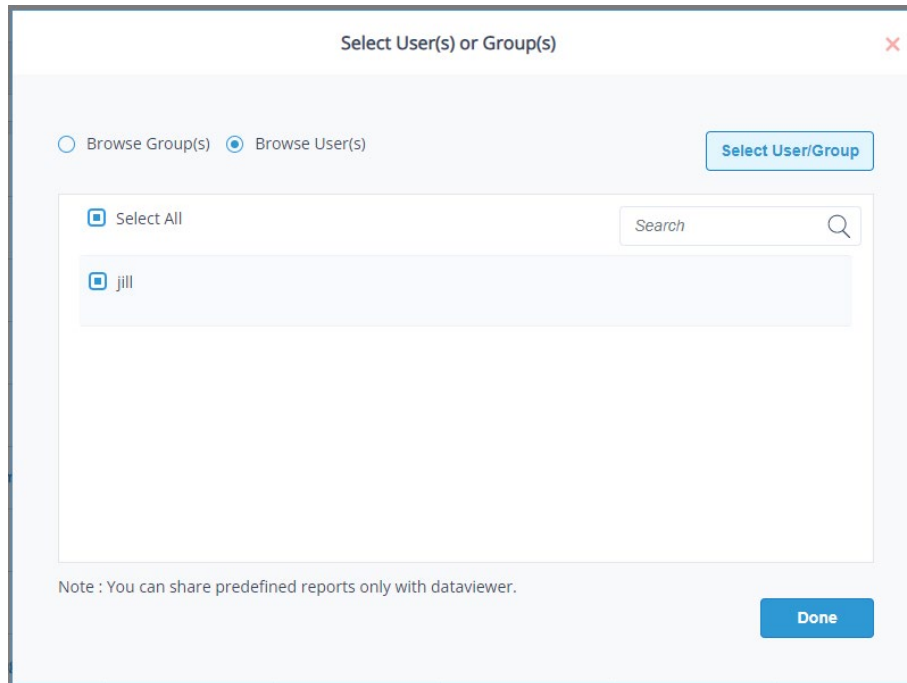 Select User(s) or Group(s)
Browse Group(s) Browse User(s) Select User/Group
Select All Search
jill
Note : You can share predefined reports only with dataviewer.
Done